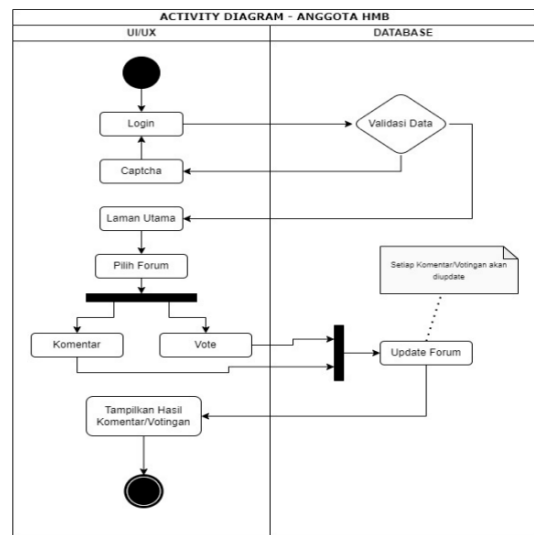 ACTIVITY DIAGRAM - ANGGOTA HMB
UI/UX
DATABASE
Login
Validasi Data
Captcha
Laman Utama
Pilih Forum
Setiap Komentar/Votingan akan
diupdate
Komentar
Vote
Update Forum
Tampilkan Hasil
Komentar/Votingan